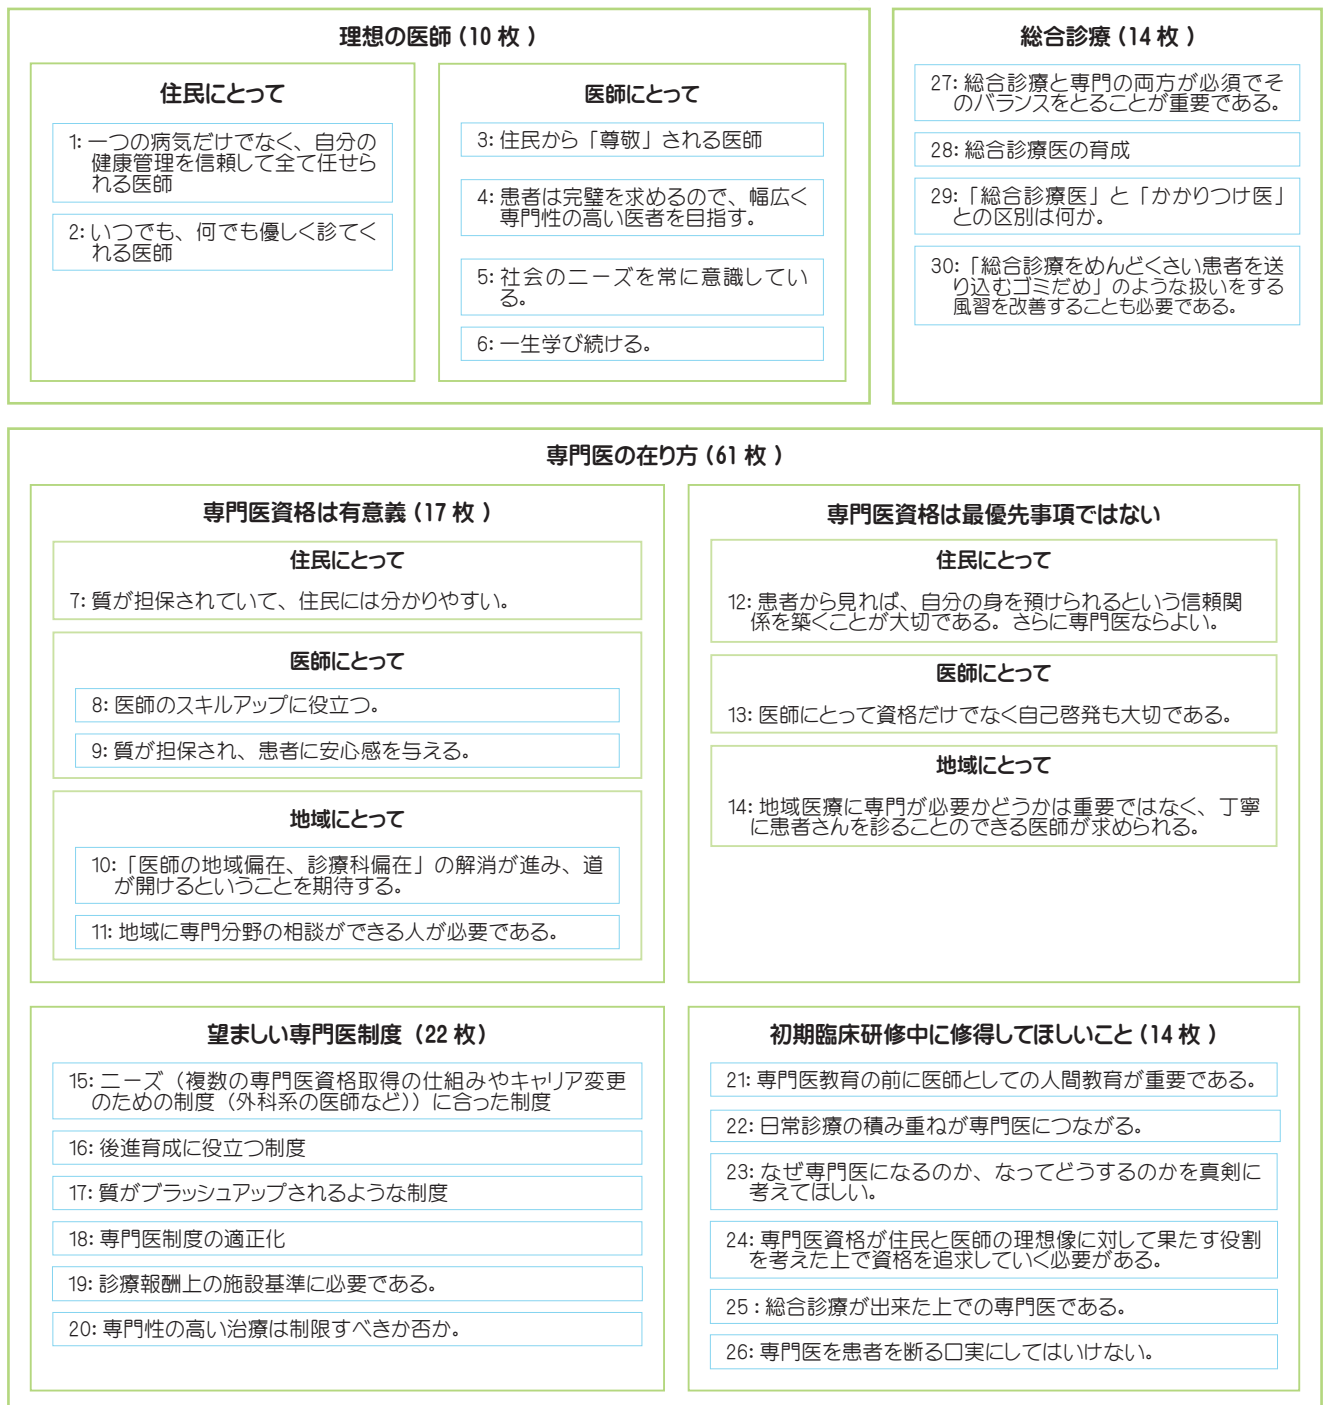 理想の医師（10 枚 ）
住民にとって
1: 一つの病気だけでなく、自分の
健康管理を信頼して全て任せら
れる医師
2: いつでも、何でも優しく診てく
れる医師
医師にとって
3: 住民から「尊敬」される医師
4: 患者は完璧を求めるので、幅広く
専門性の高い医者を目指す。
5: 社会のニーズを常に意識してい
る。
6: 一生学び続ける。
総合診療（14 枚 ）
27: 総合診療と専門の両方が必須でそ
のバランスをとることが重要である。
28: 総合診療医の育成
29:「総合診療医」と「かかりつけ医」
との区別は何か。
30:「総合診療をめんどくさい患者を送
り込むゴミだめ」のような扱いをする
風習を改善することも必要である。
専門医の在り方（61 枚 ）
専門医資格は有意義（17 枚 ）
住民にとって
7: 質が担保されていて、住民には分かりやすい。
医師にとって
8: 医師のスキルアップに役立つ。
9: 質が担保され、患者に安心感を与える。
地域にとって
10:「医師の地域偏在、診療科偏在」の解消が進み、道
が開けるということを期待する。
11: 地域に専門分野の相談ができる人が必要である。
専門医資格は最優先事項ではない
住民にとって
12: 患者から見れば、自分の身を預けられるという信頼関
係を築くことが大切である。さらに専門医ならよい。
医師にとって
13: 医師にとって資格だけでなく自己啓発も大切である。
地域にとって
14: 地域医療に専門が必要かどうかは重要ではなく、丁寧
に患者さんを診ることのできる医師が求められる。
望ましい専門医制度（22 枚）
15: ニーズ（複数の専門医資格取得の仕組みやキャリア変更
のための制度（外科系の医師など））に合った制度
16: 後進育成に役立つ制度
17: 質がブラッシュアップされるような制度
18: 専門医制度の適正化
19: 診療報酬上の施設基準に必要である。
20: 専門性の高い治療は制限すべきか否か。
初期臨床研修中に修得してほしいこと（14 枚 ）
21: 専門医教育の前に医師としての人間教育が重要である。
22: 日常診療の積み重ねが専門医につながる。
23: なぜ専門医になるのか、なってどうするのかを真剣に
考えてほしい。
24: 専門医資格が住民と医師の理想像に対して果たす役割
を考えた上で資格を追求していく必要がある。
25 : 総合診療が出来た上での専門医である。
26: 専門医を患者を断る口実にしてはいけない。